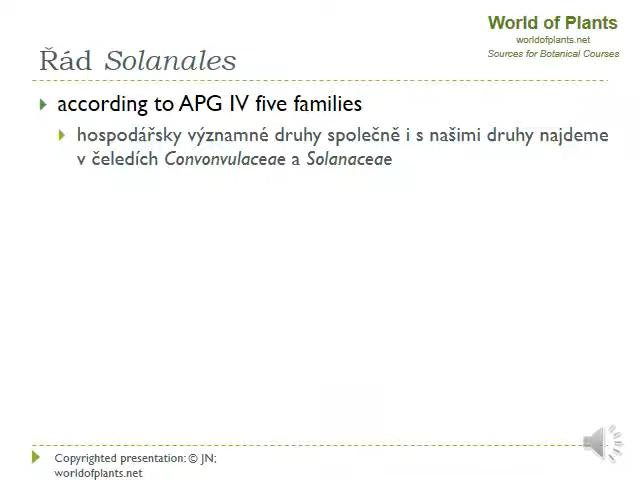 World of Plants
worldofplants.net
Sources for Botanical Courses
Řád Solanales
according to APG IV five families
hospodářsky významné druhy společně i s našimi druhy najdeme
v čeledích Convonvulaceae a Solanaceae
Copyrighted presentation: © JN;
worldofplants.net